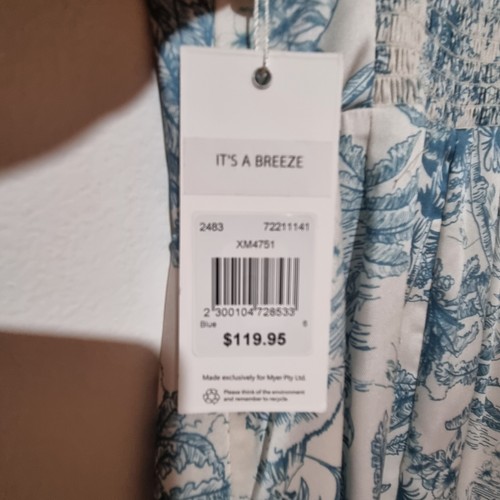 IT'S A BREEZE
2483 72211141
XM4751
2 300104 728533
Blue 6
$119.95
Made exclusively for Myer Pty Ltd.
Please think of the environment
and remember to recycle.